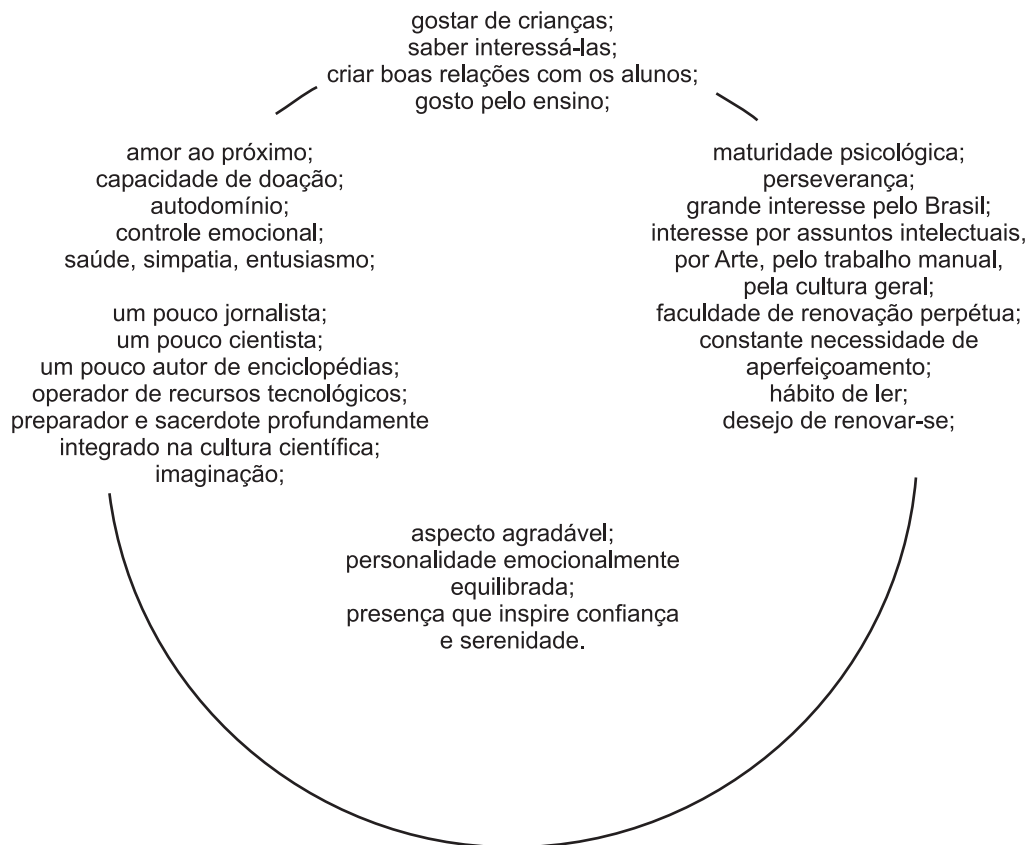 gostar de crianças;
saber interessá-las;
criar boas relações com os alunos;
gosto pelo ensino;
amor ao próximo;
capacidade de doação;
autodomínio;
controle emocional;
saúde, simpatia, entusiasmo;
um pouco jornalista;
um pouco cientista;
um pouco autor de enciclopédias;
operador de recursos tecnológicos;
preparador e sacerdote profundamente
integrado na cultura científica;
imaginação;
maturidade psicológica;
perseverança;
grande interesse pelo Brasil;
interesse por assuntos intelectuais,
por Arte, pelo trabalho manual,
pela cultura geral;
faculdade de renovação perpétua;
constante necessidade de
aperfeiçoamento;
hábito de ler;
desejo de renovar-se;
aspecto agradável;
personalidade emocionalmente
equilibrada;
presença que inspire confiança
e serenidade.